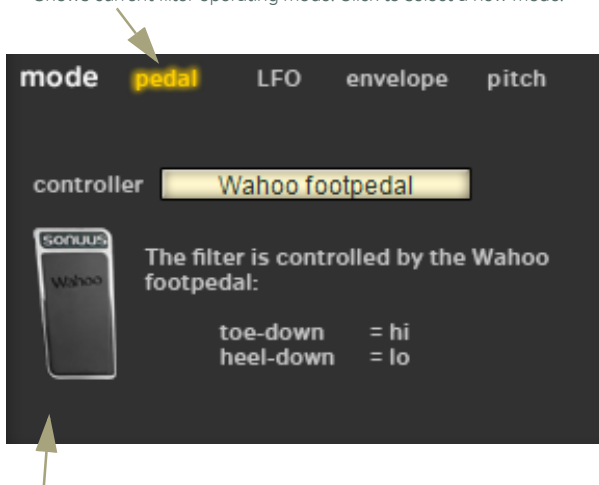 Shows current filter operating mode. Click to select a new mode.
mode pedal LFO envelope pitch
controller Wahoo footpedal
sonuus
Wahoo
The filter is controlled by the Wahoo
footpedal:
toe-down = hi
heel-down = lo